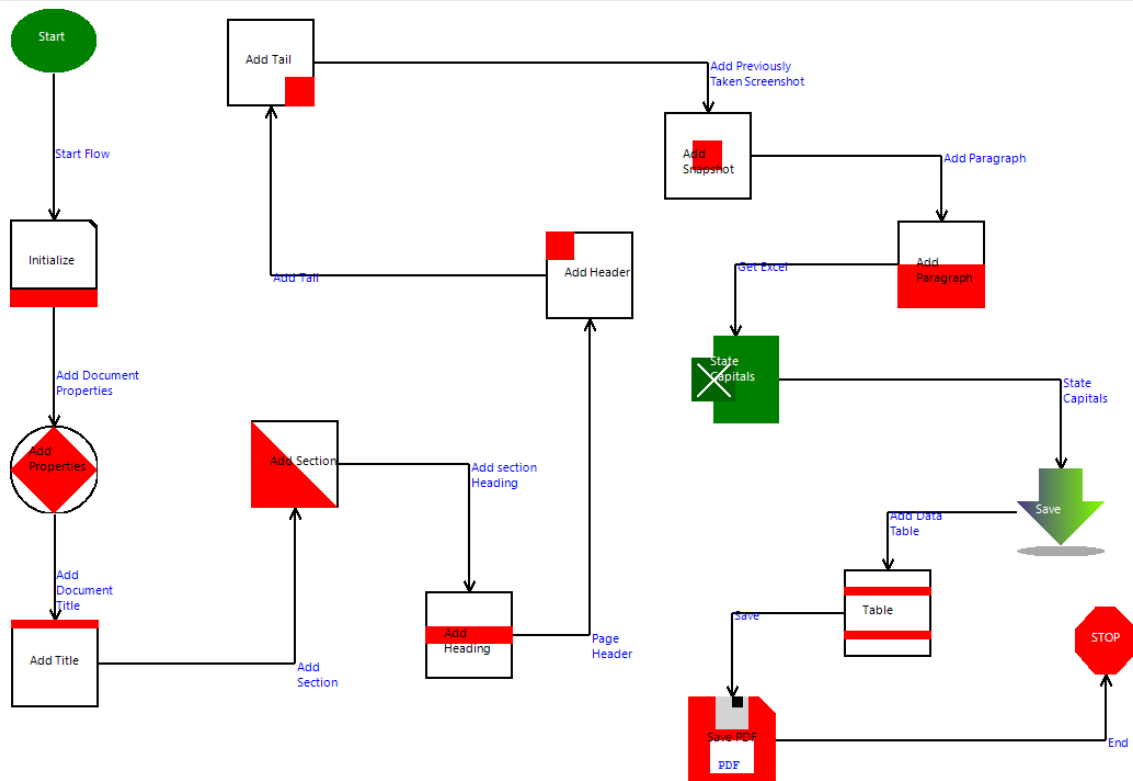 Start
Start Flow
Initialize
Add Document
Properties
Add
Properties
Add
Document
Title
Add Title
Add
Section
Add Section
Add section
Heading
Add
Heading
Page
Header
Add Header
Add Tail
Add Tail
Add Previously
Taken Screenshot
Add
Snapshot
Add Paragraph
Add
Paragraph
Get Excel
State
Capitals
State
Capitals
Save
Add Data
Table
Table
Save
Save PDF
PDF
End
STOP